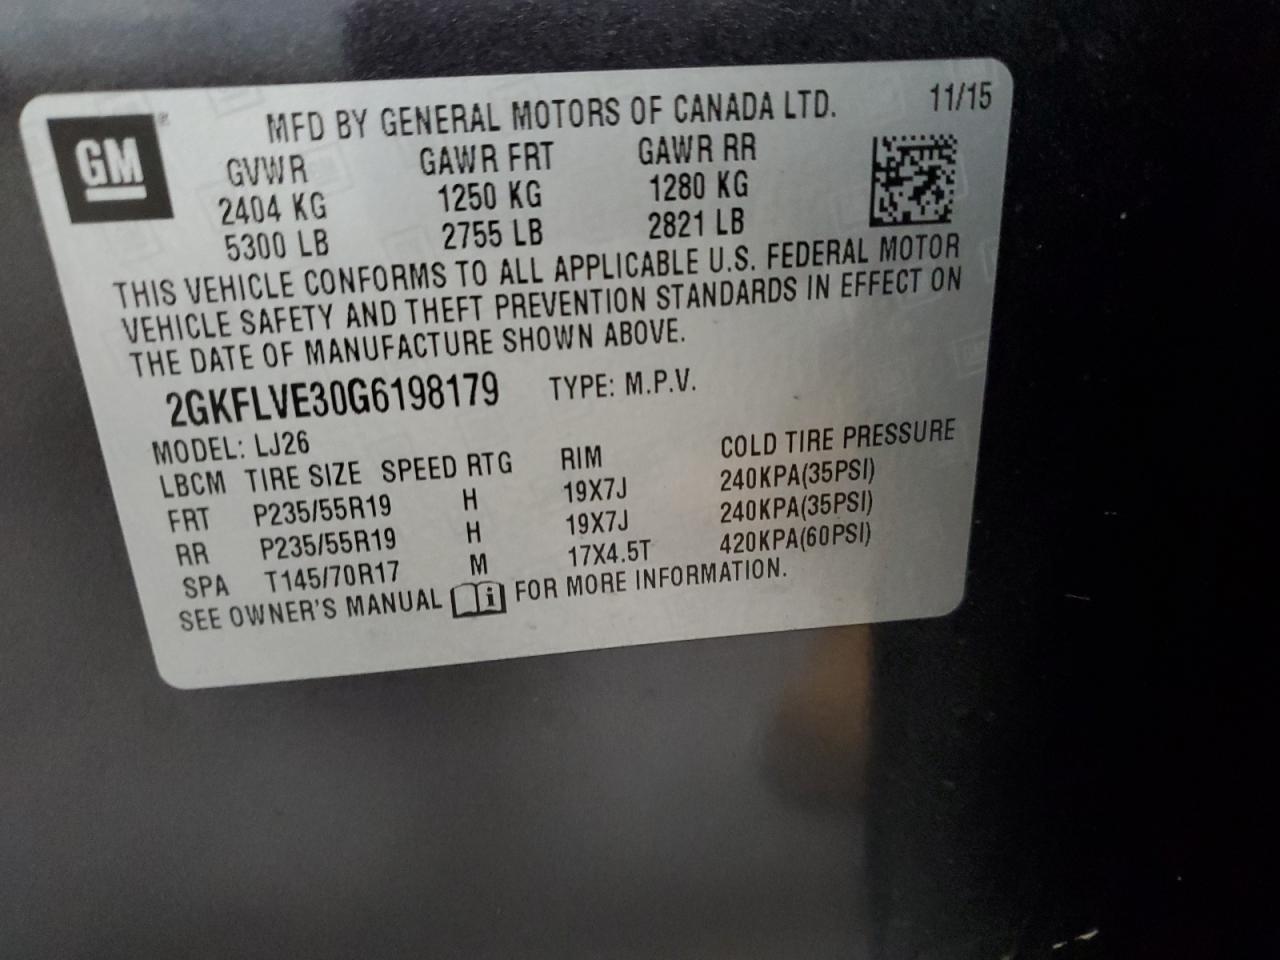 GM
MFD BY GENERAL MOTORS OF CANADA LTD. 11/15
GVWR GAWR FRT GAWR RR
2404 KG 1250 KG 1280 KG
5300 LB 2755 LB 2821 LB
THIS VEHICLE CONFORMS TO ALL APPLICABLE U.S. FEDERAL MOTOR
VEHICLE SAFETY AND THEFT PREVENTION STANDARDS IN EFFECT ON
THE DATE OF MANUFACTURE SHOWN ABOVE.
2GKFLVE30G6198179 TYPE: M.P.V.
MODEL: LJ26
LBCM TIRE SIZE SPEED RTG RIM COLD TIRE PRESSURE
FRT P235/55R19 H 19X7J 240KPA(35PSI)
RR P235/55R19 H 19X7J 240KPA(35PSI)
SPA T145/70R17 M 17X4.5T 420KPA(60PSI)
SEE OWNER'S MANUAL i FOR MORE INFORMATION.